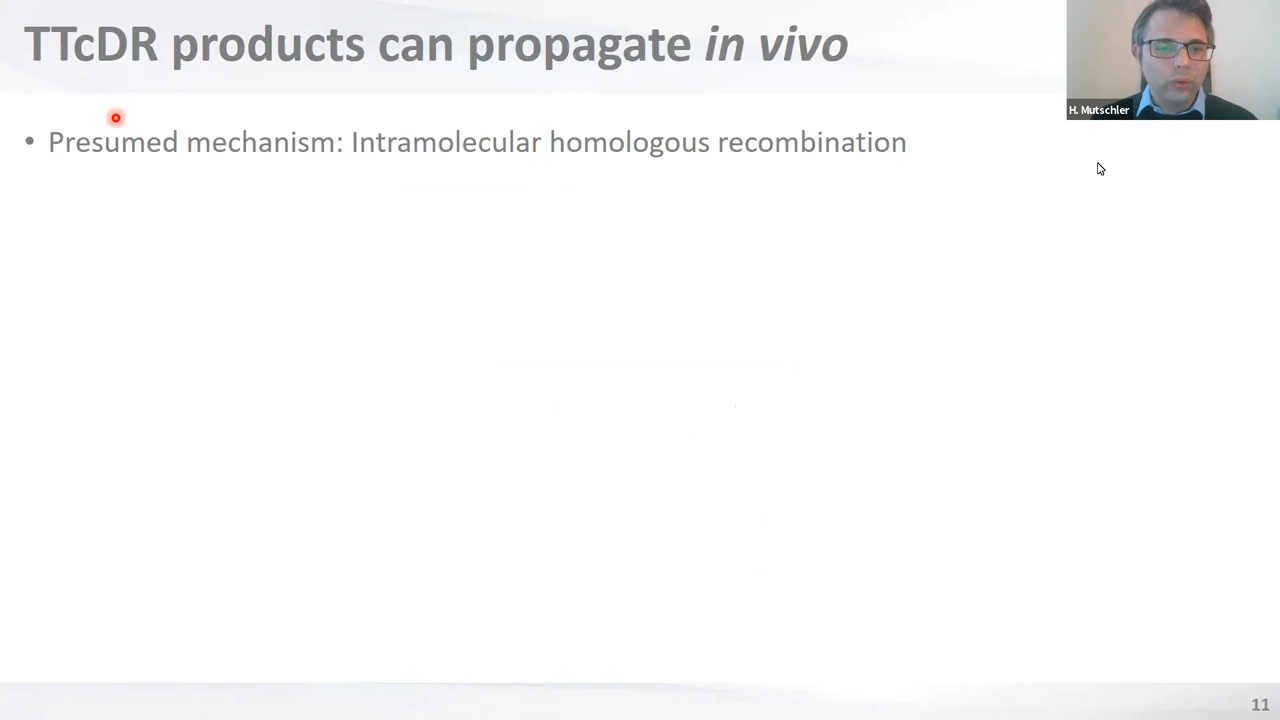 TTcDR products can propagate in vivo
H. Mutschler
• Presumed mechanism: Intramolecular homologous recombination
11